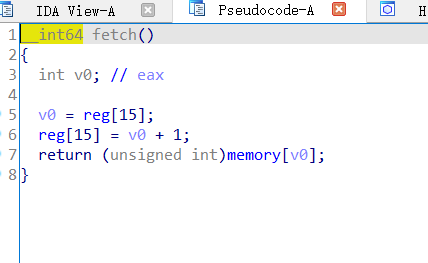 IDA View-A Pseudocode-A H
1 __int64 fetch()
2 {
3 int v0; // eax
4
5 v0 = reg[15];
6 reg[15] = v0 + 1;
7 return (unsigned int)memory[v0];
8 }